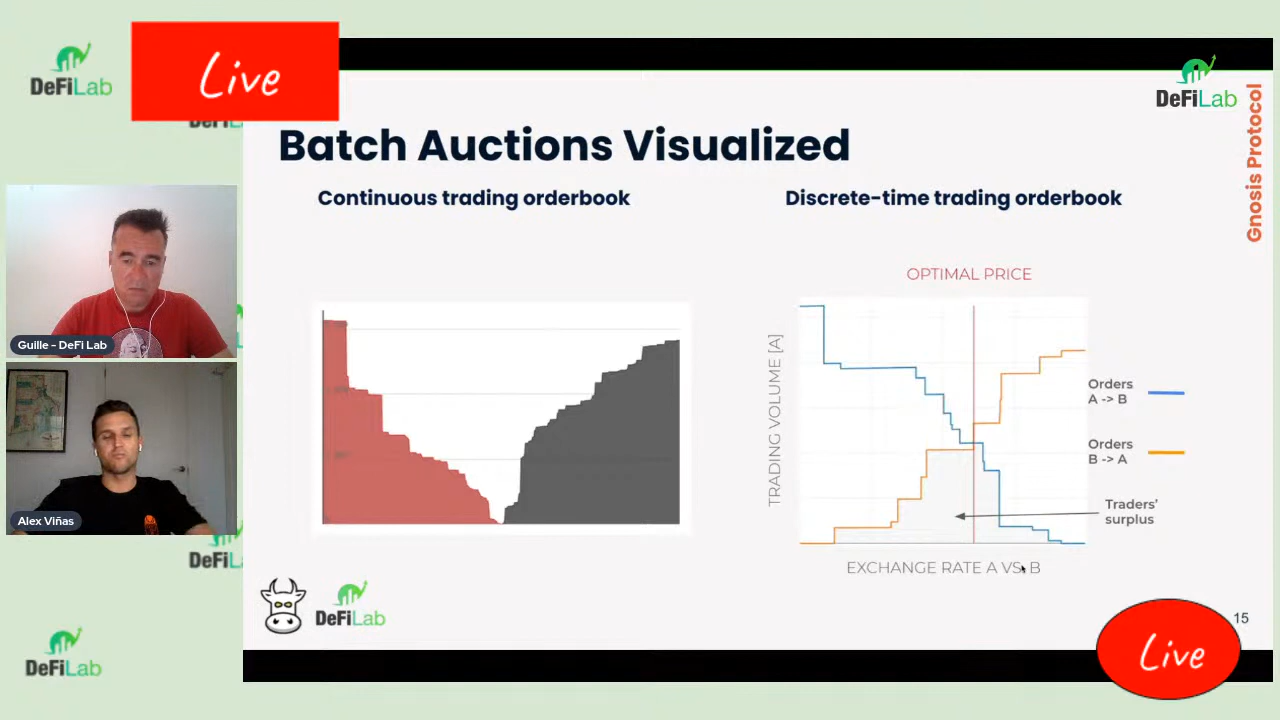 DeFiLab
Live
DeFiLab
DeFiLab
Gnosis Protocol
Batch Auctions Visualized
Continuous trading orderbook
Discrete-time trading orderbook
OPTIMAL PRICE
TRADING VOLUME [A]
Orders
A -> B
Orders
B -> A
Traders'
surplus
EXCHANGE RATE A VS. B
Guille - DeFi Lab
Alex Viñas
DeFiL
DeFiLab
DeFiLab
15
Live